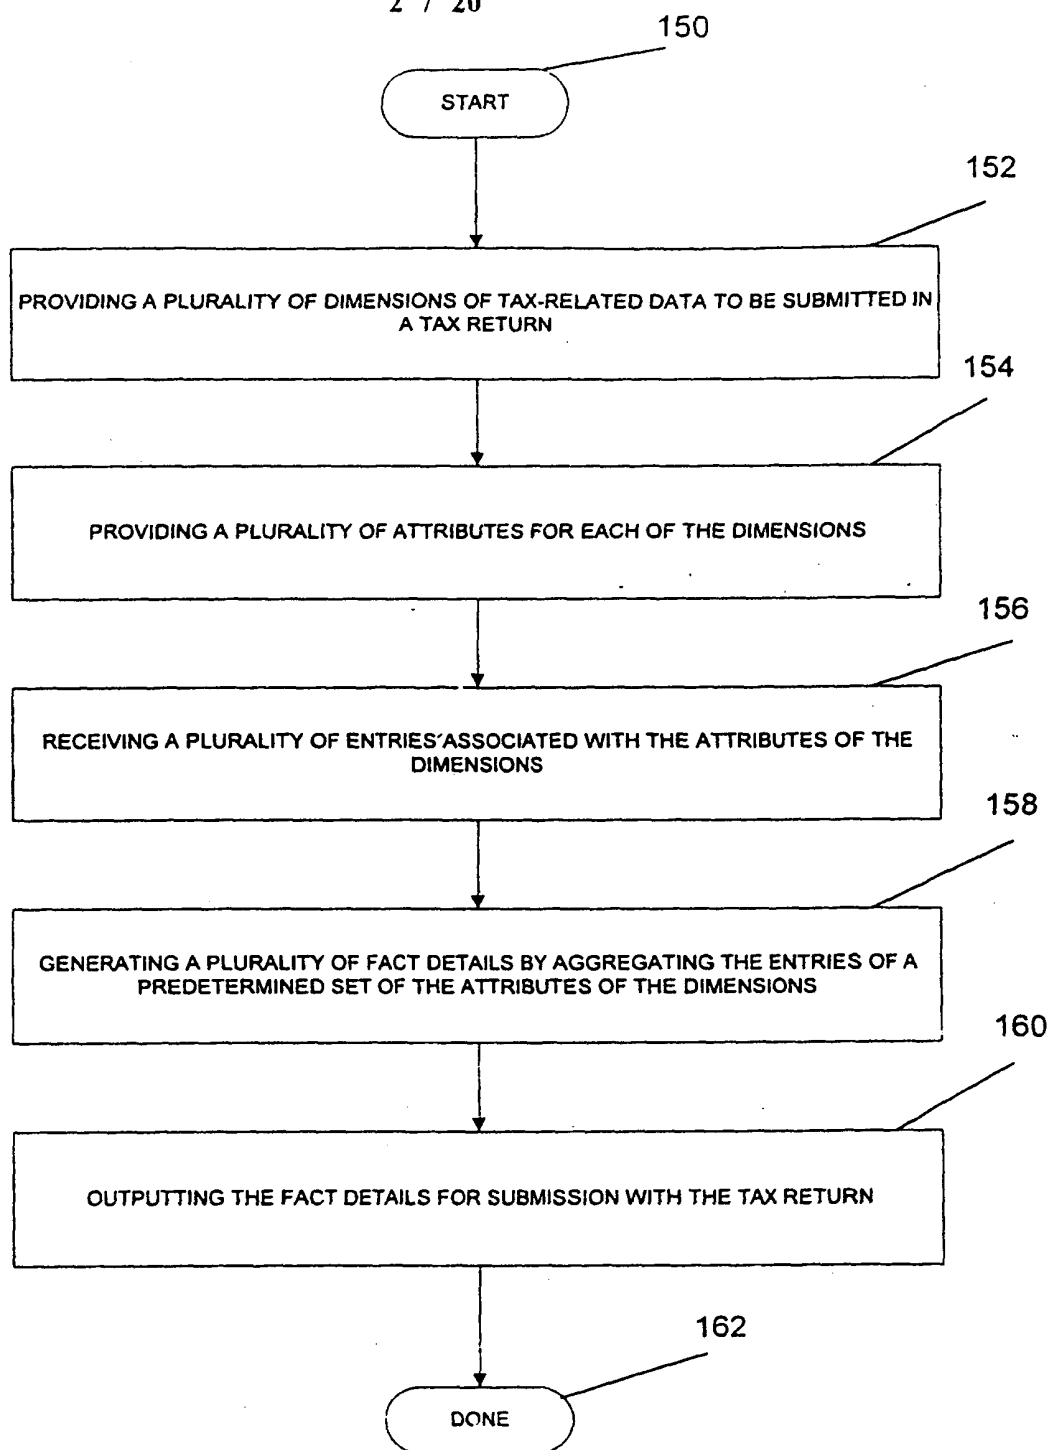 2 / 20
150
START
152
PROVIDING A PLURALITY OF DIMENSIONS OF TAX-RELATED DATA TO BE SUBMITTED IN
A TAX RETURN
154
PROVIDING A PLURALITY OF ATTRIBUTES FOR EACH OF THE DIMENSIONS
156
RECEIVING A PLURALITY OF ENTRIES ASSOCIATED WITH THE ATTRIBUTES OF THE
DIMENSIONS
158
GENERATING A PLURALITY OF FACT DETAILS BY AGGREGATING THE ENTRIES OF A
PREDETERMINED SET OF THE ATTRIBUTES OF THE DIMENSIONS
160
OUTPUTTING THE FACT DETAILS FOR SUBMISSION WITH THE TAX RETURN
162
DONE